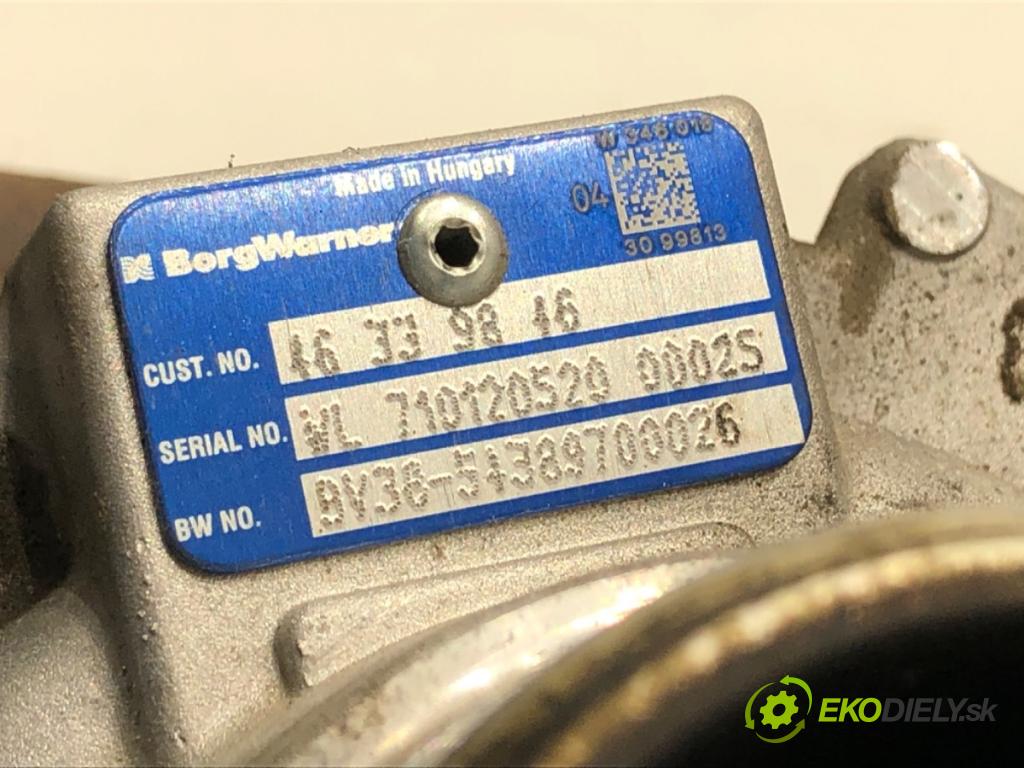 Made in Hungary
W 346 018
04
30 99813
BorgWarner
CUST. NO. 46 33 98 46
SERIAL NO. WL 710120520 00025
BW NO. BV38-54389700026
EKODIELY.sk